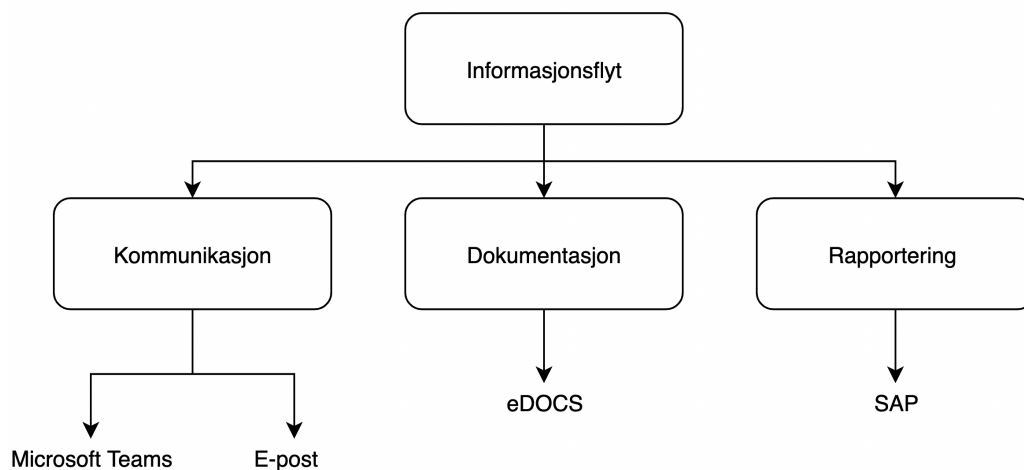 Informasjonsflyt
Kommunikasjon
Dokumentasjon
Rapportering
eDOCS
SAP
Microsoft Teams
E-post